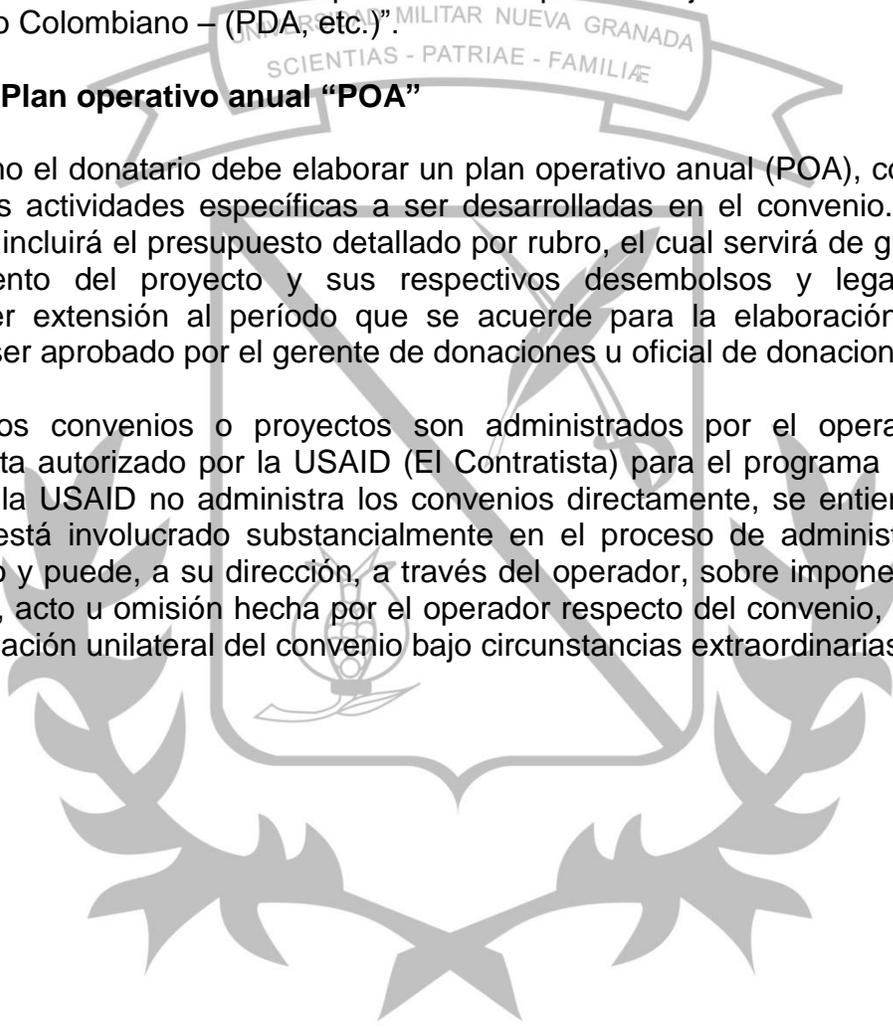 o Colombiano – (PDA, etc.)”.
UNIVERSIDAD MILITAR NUEVA GRANADA
SCIENTIAS - PATRIAE - FAMILIÆ
Plan operativo anual “POA”
no el donatario debe elaborar un plan operativo anual (POA), co
s actividades específicas a ser desarrolladas en el convenio.
incluirá el presupuesto detallado por rubro, el cual servirá de g
ento del proyecto y sus respectivos desembolsos y lega
er extensión al período que se acuerde para la elaboración
ser aprobado por el gerente de donaciones u oficial de donacion
os convenios o proyectos son administrados por el opera
ta autorizado por la USAID (El Contratista) para el programa
la USAID no administra los convenios directamente, se entien
está involucrado substancialmente en el proceso de administ
o y puede, a su dirección, a través del operador, sobre impone
, acto u omisión hecha por el operador respecto del convenio,
ación unilateral del convenio bajo circunstancias extraordinarias